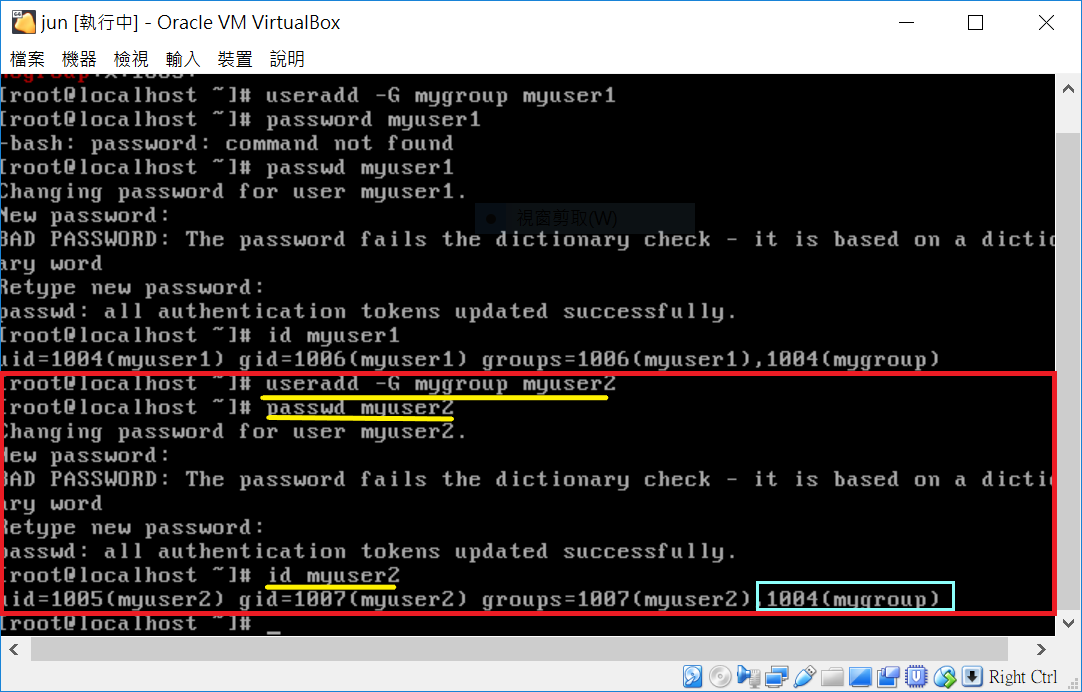 jun [執行中] - Oracle VM VirtualBox
檔案 機器 檢視 輸入 裝置 說明
[root@localhost ~]# useradd -G mygroup myuser1
[root@localhost ~]# password myuser1
-bash: password: command not found
[root@localhost ~]# passwd myuser1
Changing password for user myuser1.
New password:
視窗剪取(W)
BAD PASSWORD: The password fails the dictionary check - it is based on a dictio
ary word
Retype new password:
passwd: all authentication tokens updated successfully.
[root@localhost ~]# id myuser1
uid=1004(myuser1) gid=1006(myuser1) groups=1006(myuser1),1004(mygroup)
[root@localhost ~]# useradd -G mygroup myuser2
[root@localhost ~]# passwd myuser2
Changing password for user myuser2.
New password:
BAD PASSWORD: The password fails the dictionary check - it is based on a dictio
ary word
Retype new password:
passwd: all authentication tokens updated successfully.
[root@localhost ~]# id myuser2
uid=1005(myuser2) gid=1007(myuser2) groups=1007(myuser2),1004(mygroup)
[root@localhost ~]# _
Right Ctrl